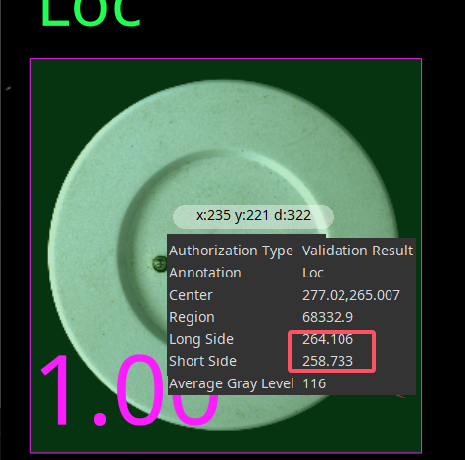 Loc
x:235 y:221 d:322
Authorization Type Validation Result
Annotation Loc
Center 277.02,265.007
Region 68332.9
Long Side 264.106
Short Side 258.733
Average Gray Level 116
1.00